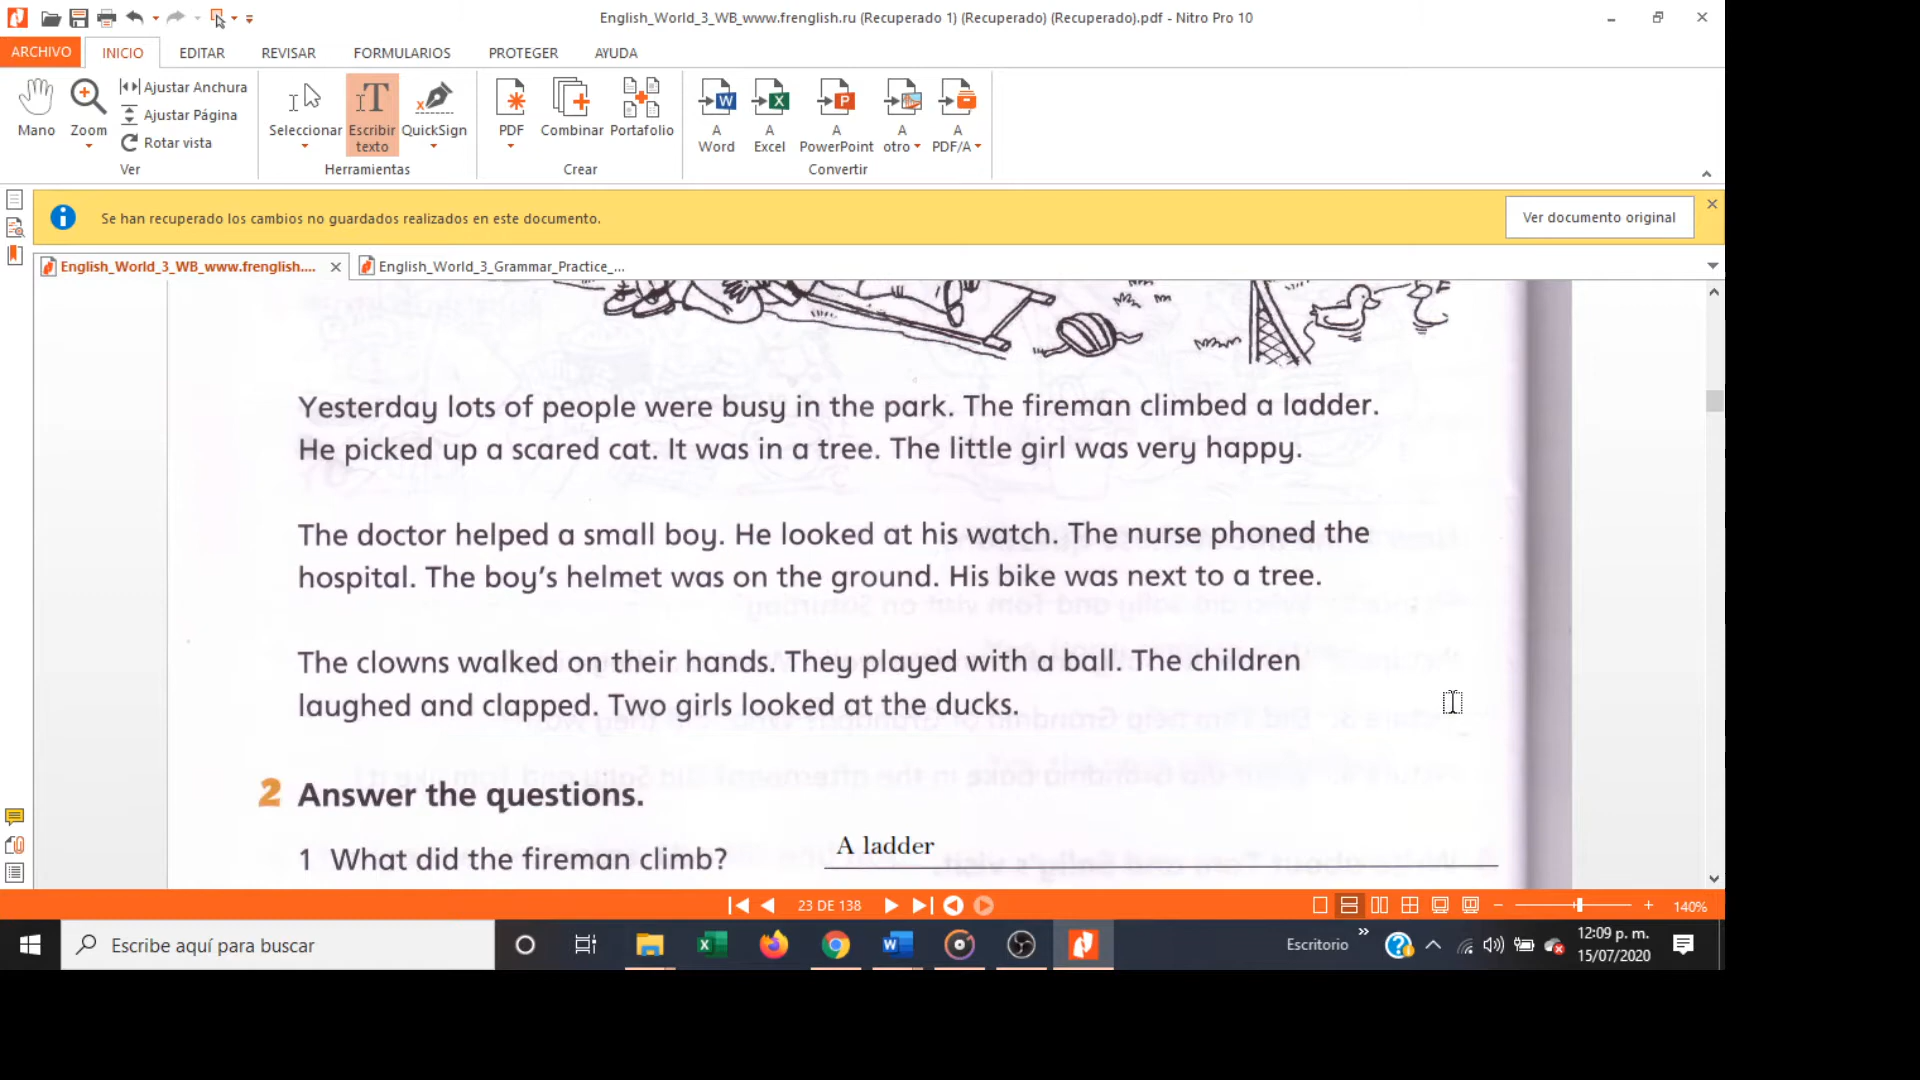 English_World_3_WB_www.frenglish.ru (Recuperado 1) (Recuperado) (Recuperado).pdf - Nitro Pro 10
ARCHIVO INICIO EDITAR REVISAR FORMULARIOS PROTEGER AYUDA
Mano
Zoom
Ajustar Anchura
Ajustar Página
Rotar vista
Ver
Seleccionar
Escribir texto
QuickSign
Herramientas
PDF
Combinar
Portafolio
Crear
A Word
A Excel
A PowerPoint
A otro
A PDF/A
Convertir
Se han recuperado los cambios no guardados realizados en este documento.
Ver documento original
English_World_3_WB_www.frenglish....
English_World_3_Grammar_Practice_...
Yesterday lots of people were busy in the park. The fireman climbed a ladder.
He picked up a scared cat. It was in a tree. The little girl was very happy.
The doctor helped a small boy. He looked at his watch. The nurse phoned the
hospital. The boy's helmet was on the ground. His bike was next to a tree.
The clowns walked on their hands. They played with a ball. The children
laughed and clapped. Two girls looked at the ducks.
2 Answer the questions.
1 What did the fireman climb? A ladder
23 DE 138
140%
Escribe aquí para buscar
Escritorio
12:09 p. m.
15/07/2020